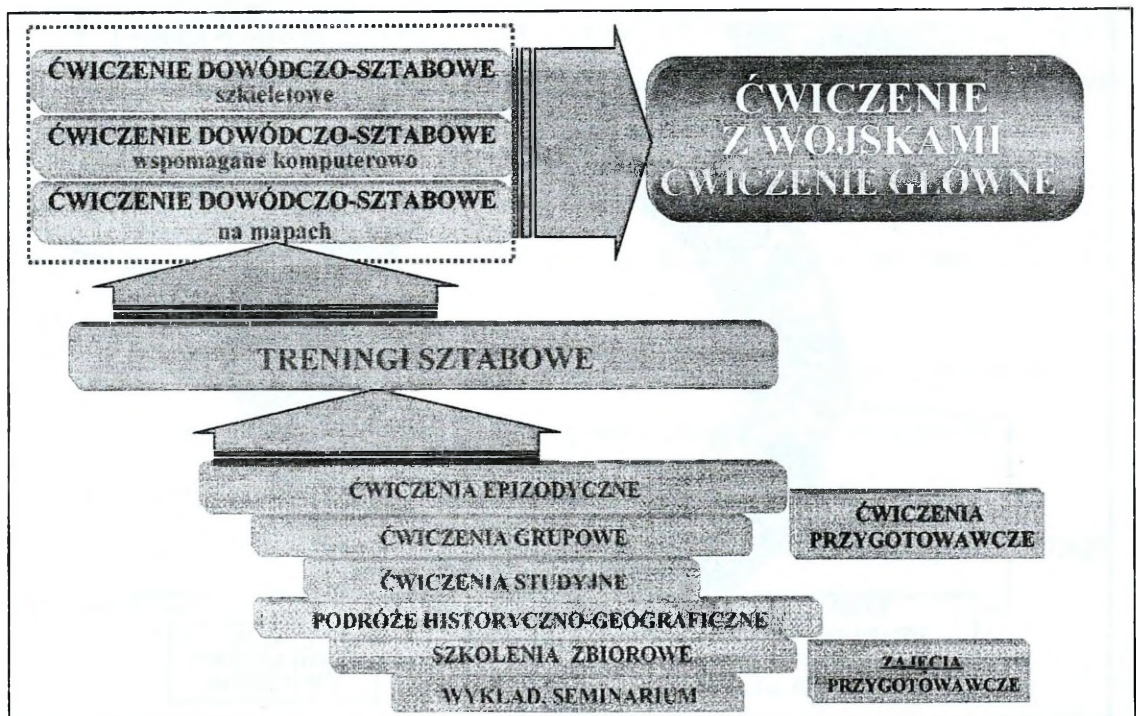 ĆWICZENIE DOWÓDCZO-SZTABOWE
szkieletowe
ĆWICZENIE DOWÓDCZO-SZTABOWE
wspomagane komputerowo
ĆWICZENIE DOWÓDCZO-SZTABOWE
na mapach
ĆWICZENIE
Z WOJSKAMI
ĆWICZENIE GŁÓWNE
TRENINGI SZTABOWE
ĆWICZENIA EPIZODYCZNE
ĆWICZENIA GRUPOWE
ĆWICZENIA STUDYJNE
PODRÓŻE HISTORYCZNO-GEOGRAFICZNE
SZKOLENIA ZBIOROWE
WYKŁAD, SEMINARIUM
ĆWICZENIA
PRZYGOTOWAWCZE
ZAJĘCIA
PRZYGOTOWAWCZE